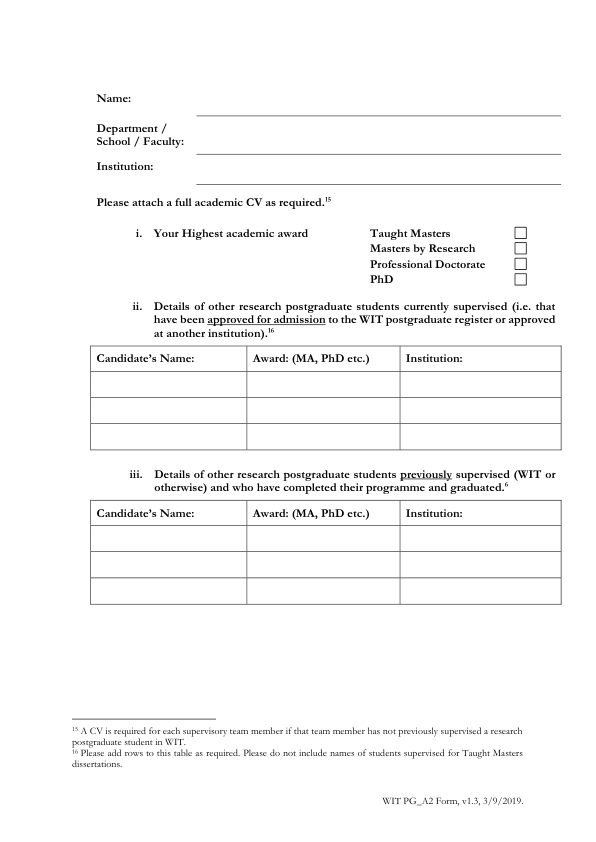 Name:
Department /
School / Faculty:
Institution:
Please attach a full academic CV as required.15
i. Your Highest academic award
Taught Masters
Masters by Research
Professional Doctorate
PhD
ii. Details of other research postgraduate students currently supervised (i.e. that
have been approved for admission to the WIT postgraduate register or approved
at another institution).16
Candidate's Name: Award: (MA, PhD etc.) Institution:
iii. Details of other research postgraduate students previously supervised (WIT or
otherwise) and who have completed their programme and graduated.6
Candidate's Name: Award: (MA, PhD etc.) Institution:
15 A CV is required for each supervisory team member if that team member has not previously supervised a research
postgraduate student in WIT.
16 Please add rows to this table as required. Please do not include names of students supervised for Taught Masters
dissertations.
WIT PG_A2 Form, v1.3, 3/9/2019.